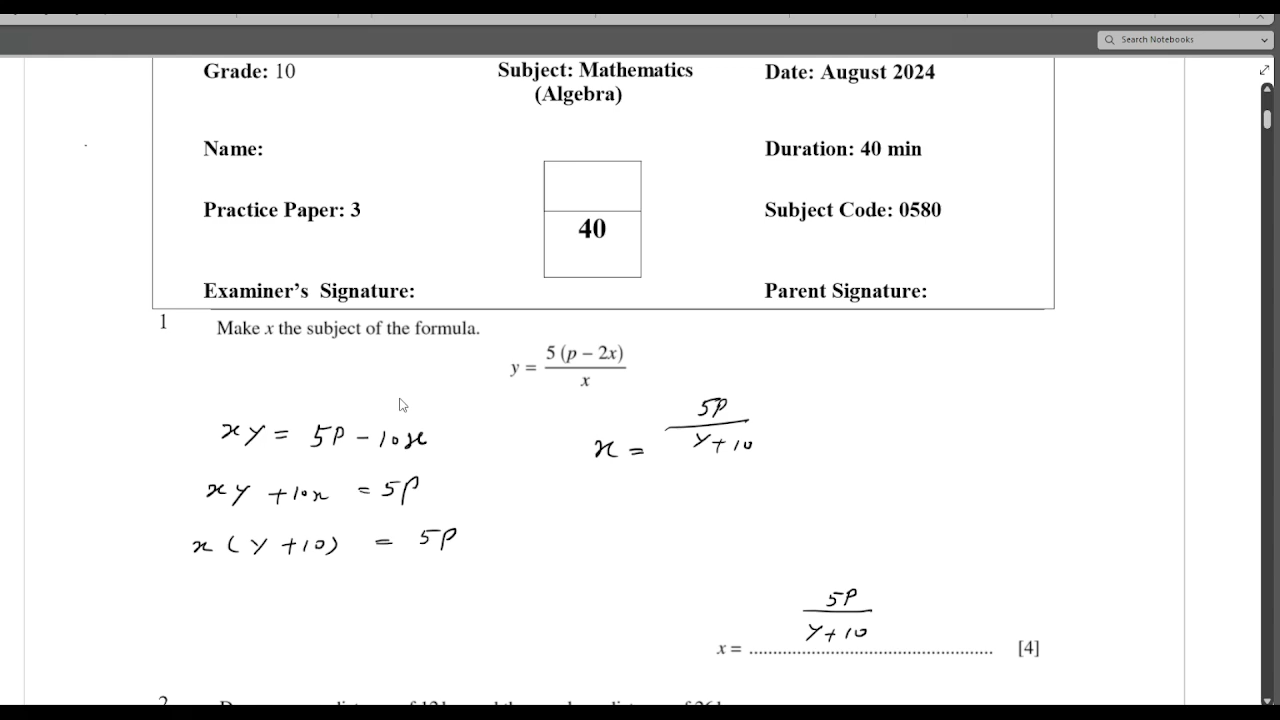 Search Notebooks
Grade: 10 Subject: Mathematics Date: August 2024
(Algebra)
Name: Duration: 40 min
Practice Paper: 3 Subject Code: 0580
40
Examiner's Signature: Parent Signature:
1 Make x the subject of the formula.
y = 5 (p − 2x) / x
xy = 5P - 10x
xy + 10x = 5P
x (y + 10) = 5P
x = 5P / y + 10
x = 5P / y + 10 [4]